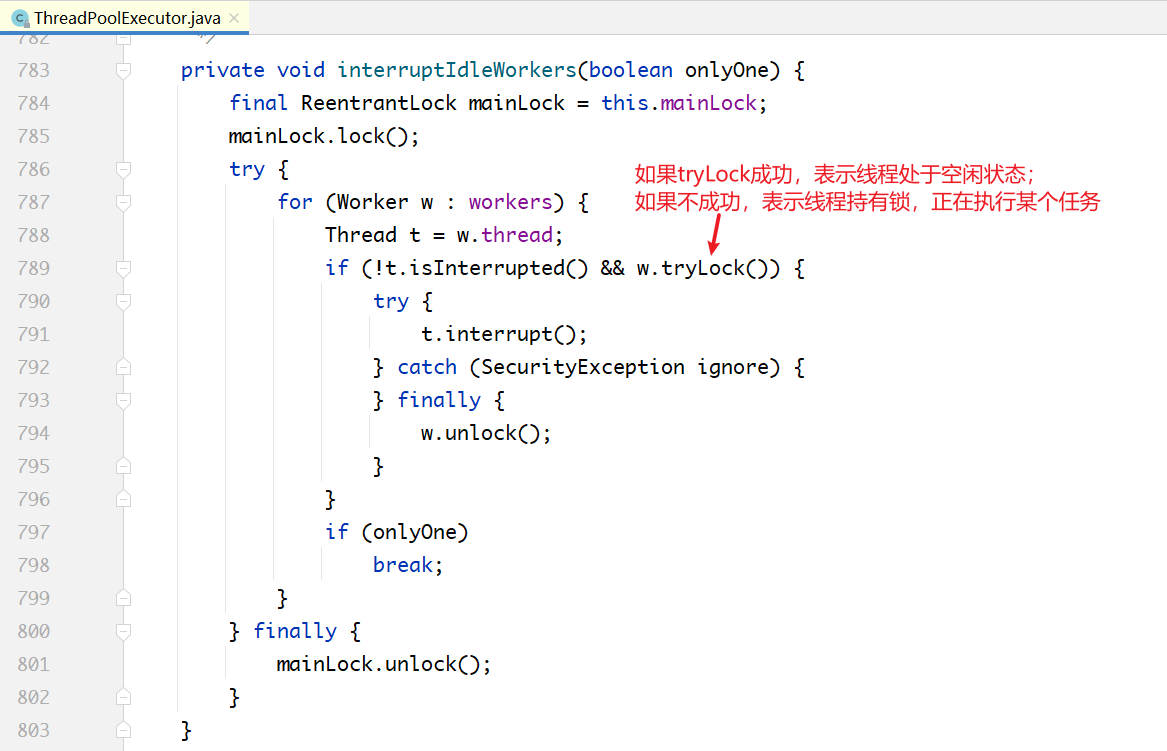 ThreadPoolExecutor.java
782 */
783 private void interruptIdleWorkers(boolean onlyOne) {
784 final ReentrantLock mainLock = this.mainLock;
785 mainLock.lock();
786 try {
如果tryLock成功，表示线程处于空闲状态；
787 for (Worker w : workers) {
如果不成功，表示线程持有锁，正在执行某个任务
788 Thread t = w.thread;
789 if (!t.isInterrupted() && w.tryLock()) {
790 try {
791 t.interrupt();
792 } catch (SecurityException ignore) {
793 } finally {
794 w.unlock();
795 }
796 }
797 if (onlyOne)
798 break;
799 }
800 } finally {
801 mainLock.unlock();
802 }
803 }